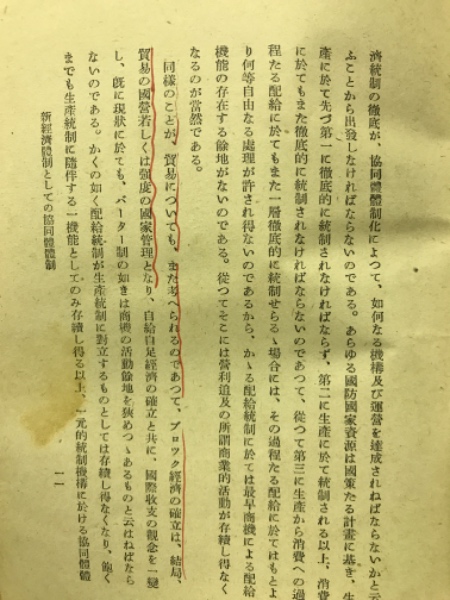 濟統制の徹底が、協同體體制化によつて、如何なる機構及び運營を達成されねばならないかと云
ふことから出發しなければならないのである。あらゆる國防國家資源は國策たる計畫に基き、生
產に於て先づ第一に徹底的に統制されなければならず、第二に生產に於て統制される以上、消費
に於てもまた徹底的に統制されなければならないのであつて、從つて第三に生產から消費への過
程たる配給に於てもまた一層徹底的に統制せらるゝ場合には、その過程たる配給に於てはもとよ
り何等自由なる處理が許され得ないのであるから、かゝる配給統制に於ては最早商機による配給
機能の存在する餘地がないのである。從つてそこには營利追及の所謂商業的活動が存續し得なく
なるのが當然である。
同樣のことが、貿易についても、また考へられるのであつて、ブロック經濟の確立は、結局、
貿易の國營若しくは强度の國家管理となり、自給自足經濟の確立と共に、國際收支の觀念を一變
し、旣に現狀に於ても、バーター制の如きは商機の活動餘地を狹めつゝあるものと云はねばなら
ないのである。かくの如く配給統制が生產統制に對立するものとしては存續し得なくなり、飽く
までも生產統制に隨伴する一機能としてのみ存續し得る以上、一元的統制機構に於ける協同體體
新經濟體制としての協同體體制
一一